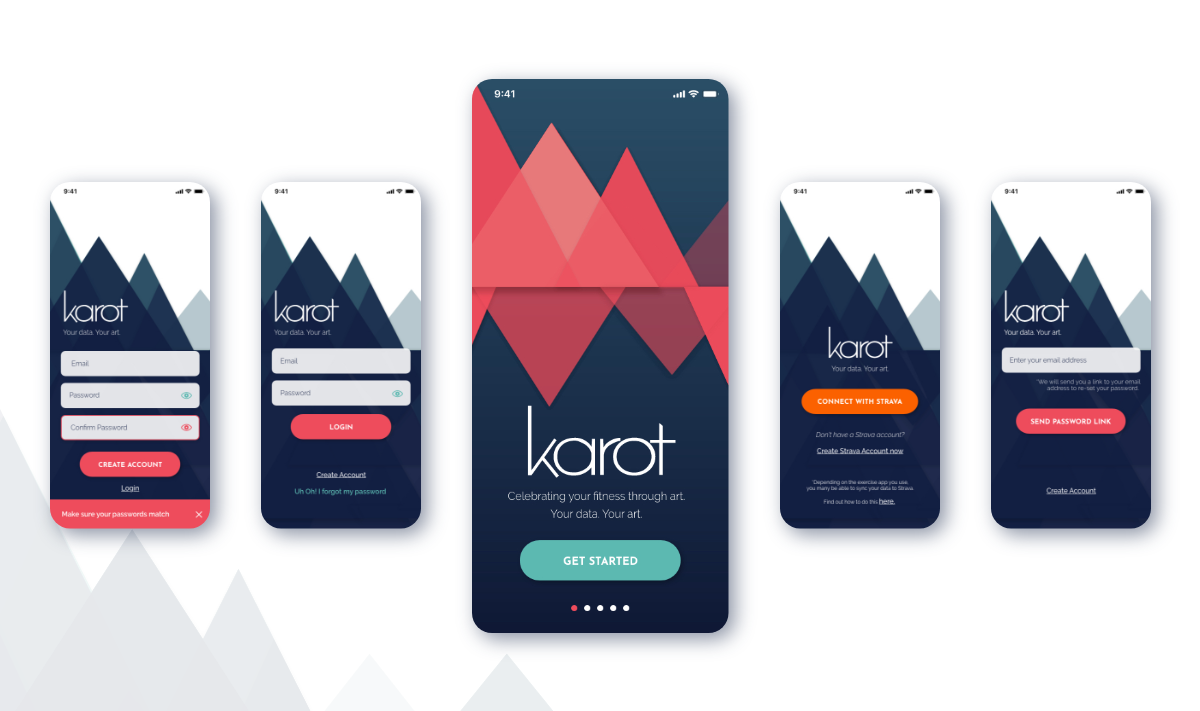 9:41
karot
Your data. Your art.
Email
Password
Confirm Password
CREATE ACCOUNT
Login
Make sure your passwords match
9:41
karot
Your data. Your art.
Email
Password
LOGIN
Create Account
Uh Oh! I forgot my password
9:41
karot
Celebrating your fitness through art.
Your data. Your art.
GET STARTED
9:41
karot
Your data. Your art.
CONNECT WITH STRAVA
Don't have a Strava account?
Create Strava Account now
*Depending on the exercise app you use,
you many be able to sync your data to Strava.
Find out how to do this here.
9:41
karot
Your data. Your art.
Enter your email address
*We will send you a link to your email
address to re-set your password.
SEND PASSWORD LINK
Create Account